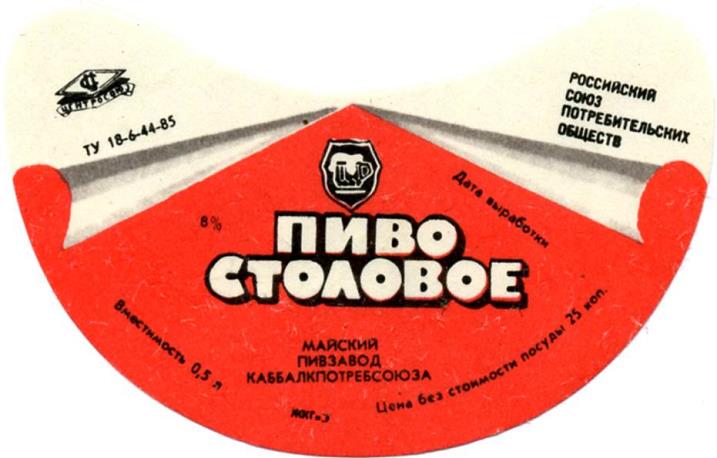 ЦЕНТРОСОЮЗ
ТУ 18-6-44-85
РОССИЙСКИЙ
СОЮЗ
ПОТРЕБИТЕЛЬСКИХ
ОБЩЕСТВ
8%
Дата выработки
ПИВО
СТОЛОВОЕ
МАЙСКИЙ
ПИВЗАВОД
КАББАЛКПОТРЕБСОЮЗА
Вместимость 0,5 л
Цена без стоимости посуды 25 коп.